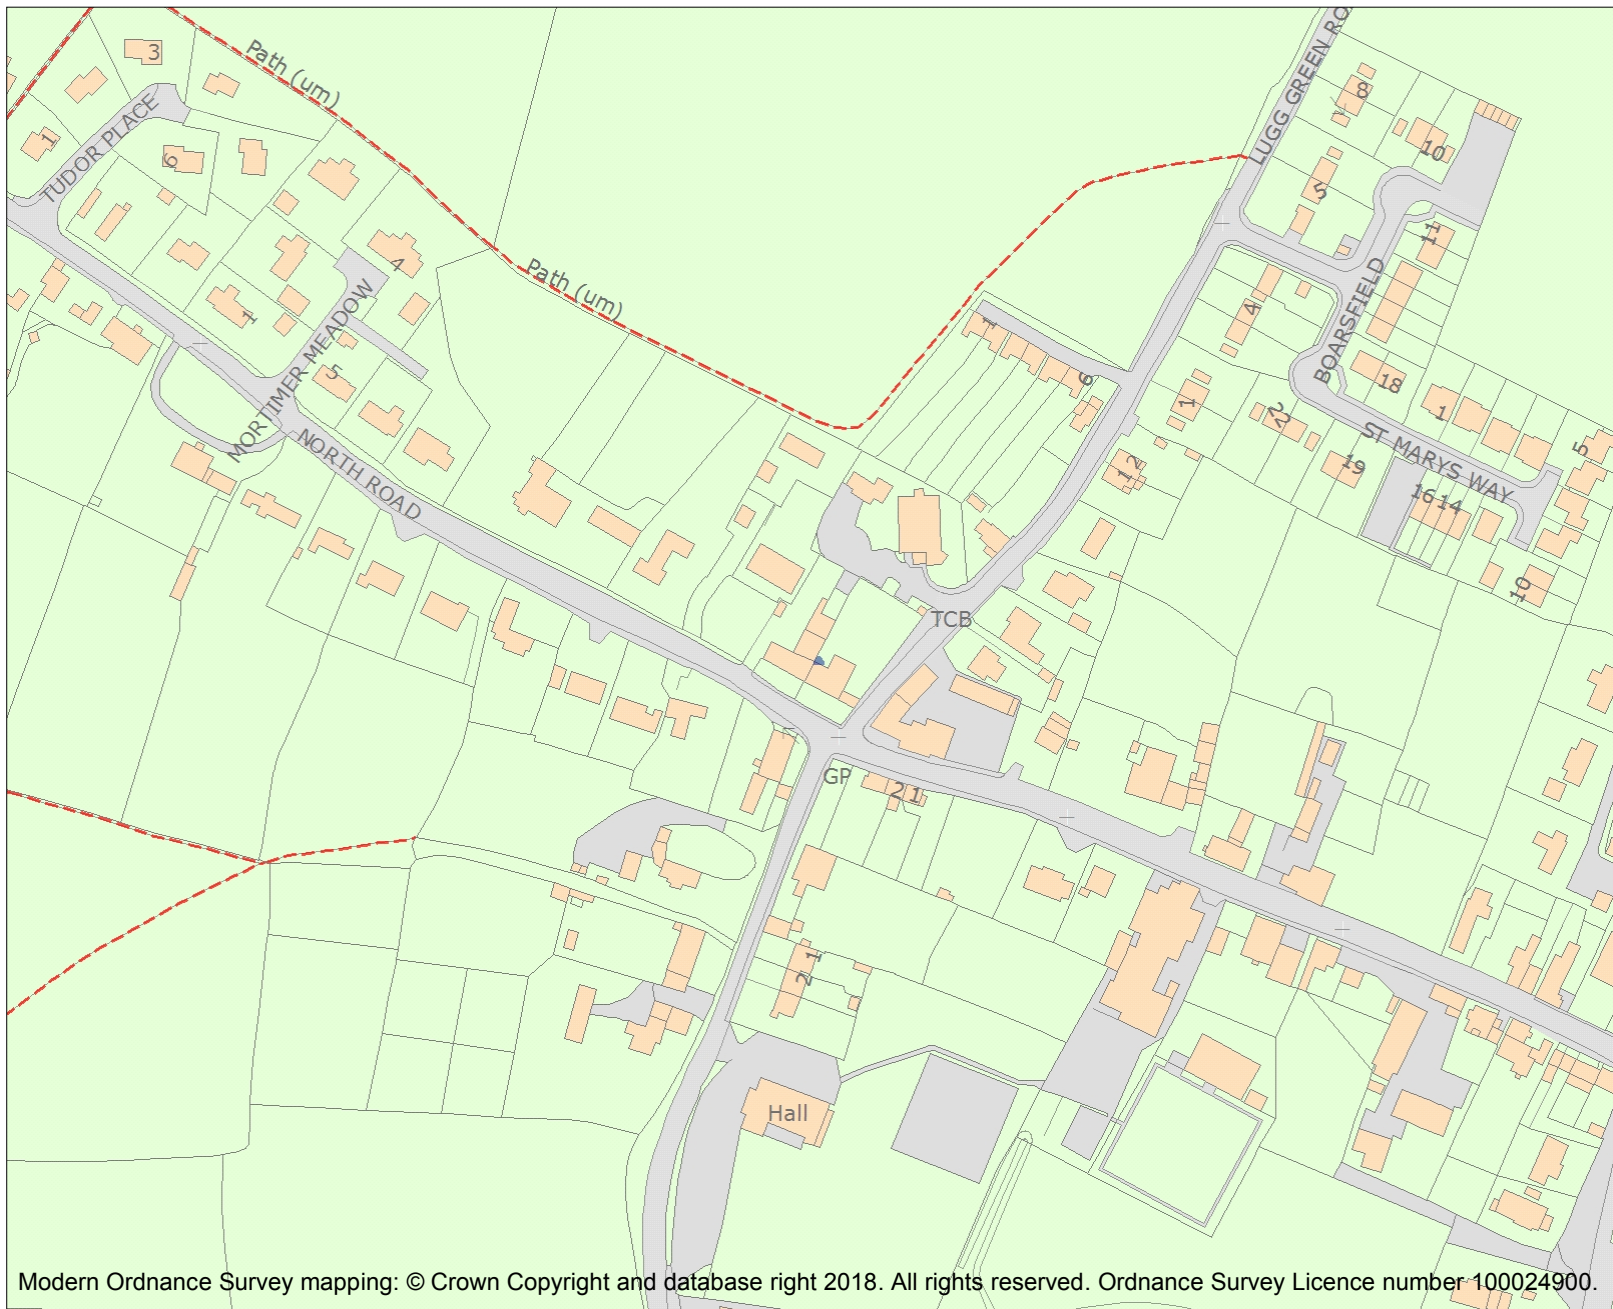 Path (um)
3
TUDOR PLACE
1
6
LUGG GREEN RO
8
10
5
11
4
Path (um)
1
MORTIMER MEADOW
5
BOARSFIELD
4
1
6
18
1
1
22
ST MARYS WAY
5
19
12
16
14
NORTH ROAD
10
TCB
GP
2 1
2 1
Hall
Modern Ordnance Survey mapping: © Crown Copyright and database right 2018. All rights reserved. Ordnance Survey Licence number 100024900.